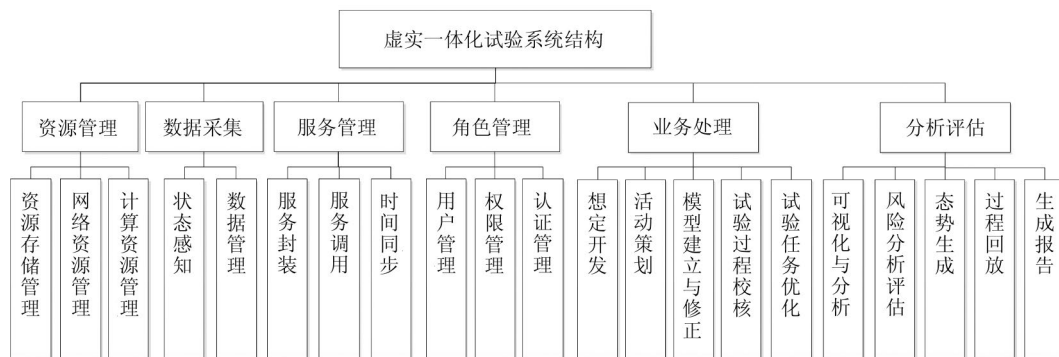 虚实一体化试验系统结构
资源管理
数据采集
服务管理
角色管理
业务处理
分析评估
资源存储管理
网络资源管理
计算资源管理
状态感知
数据管理
服务封装
服务调用
时间同步
用户管理
权限管理
认证管理
想定开发
活动策划
模型建立与修正
试验过程校核
试验任务优化
可视化与分析
风险分析评估
态势生成
过程回放
生成报告